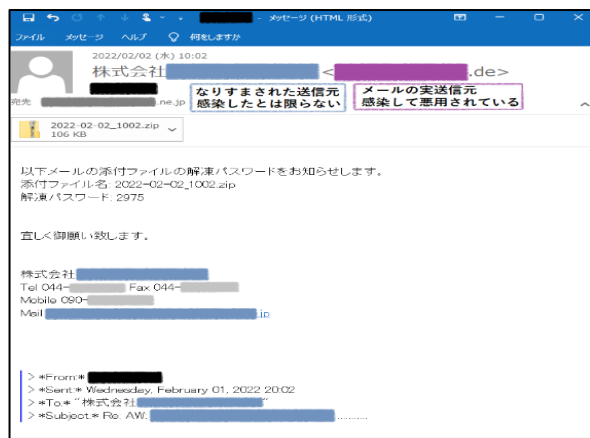 - メッセージ (HTML 形式)
ファイル メッセージ ヘルプ 何をしますか
2022/02/02 (水) 10:02
株式会社 < .de>
宛先 .ne.jp
なりすまされた送信元
感染したとは限らない
メールの実送信元
感染して悪用されている
2022-02-02_1002.zip
106 KB
以下メールの添付ファイルの解凍パスワードをお知らせします。
添付ファイル名: 2022-02-02_1002.zip
解凍パスワード: 2975
宜しく御願い致します。
株式会社
Tel 044- Fax 044-
Mobile 090-
Mail .jp
> *From:*
> *Sent:* Wednesday, February 01, 2022 20:02
> *To:* "株式会社 "
> *Subject:* Re: AW: ..........